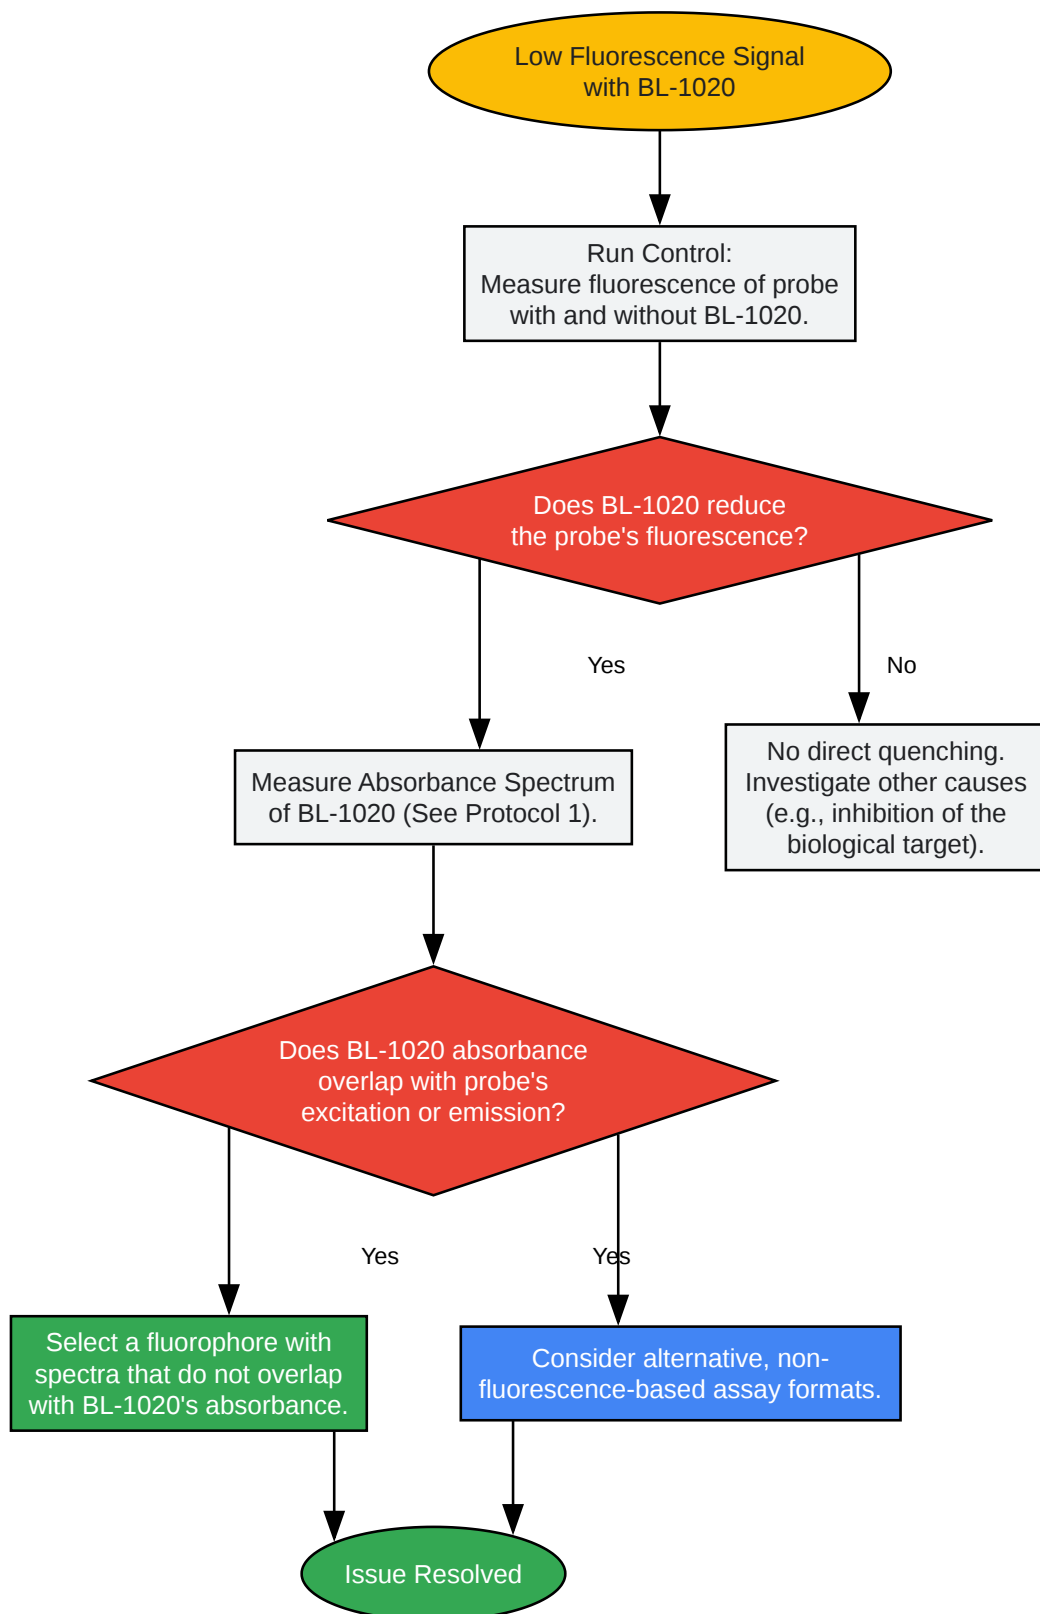 Low Fluorescence Signal
with BL-1020
Run Control:
Measure fluorescence of probe
with and without BL-1020.
Does BL-1020 reduce
the probe's fluorescence?
Yes
No
Measure Absorbance Spectrum
of BL-1020 (See Protocol 1).
No direct quenching.
Investigate other causes
(e.g., inhibition of the
biological target).
Does BL-1020 absorbance
overlap with probe's
excitation or emission?
Yes
Yes
Select a fluorophore with
spectra that do not overlap
with BL-1020's absorbance.
Consider alternative, non-
fluorescence-based assay formats.
Issue Resolved